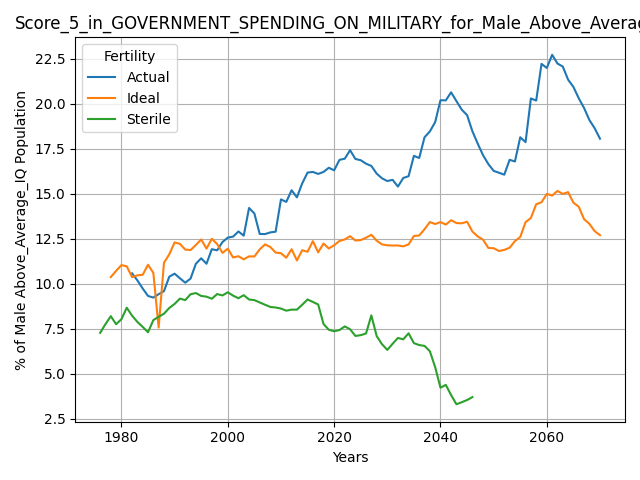 Score_5_in_GOVERNMENT_SPENDING_ON_MILITARY_for_Male_Above_Averag
Fertility
Actual
Ideal
Sterile
% of Male Above_Average_IQ Population
22.5
20.0
17.5
15.0
12.5
10.0
7.5
5.0
2.5
1980 2000 2020 2040 2060
Years